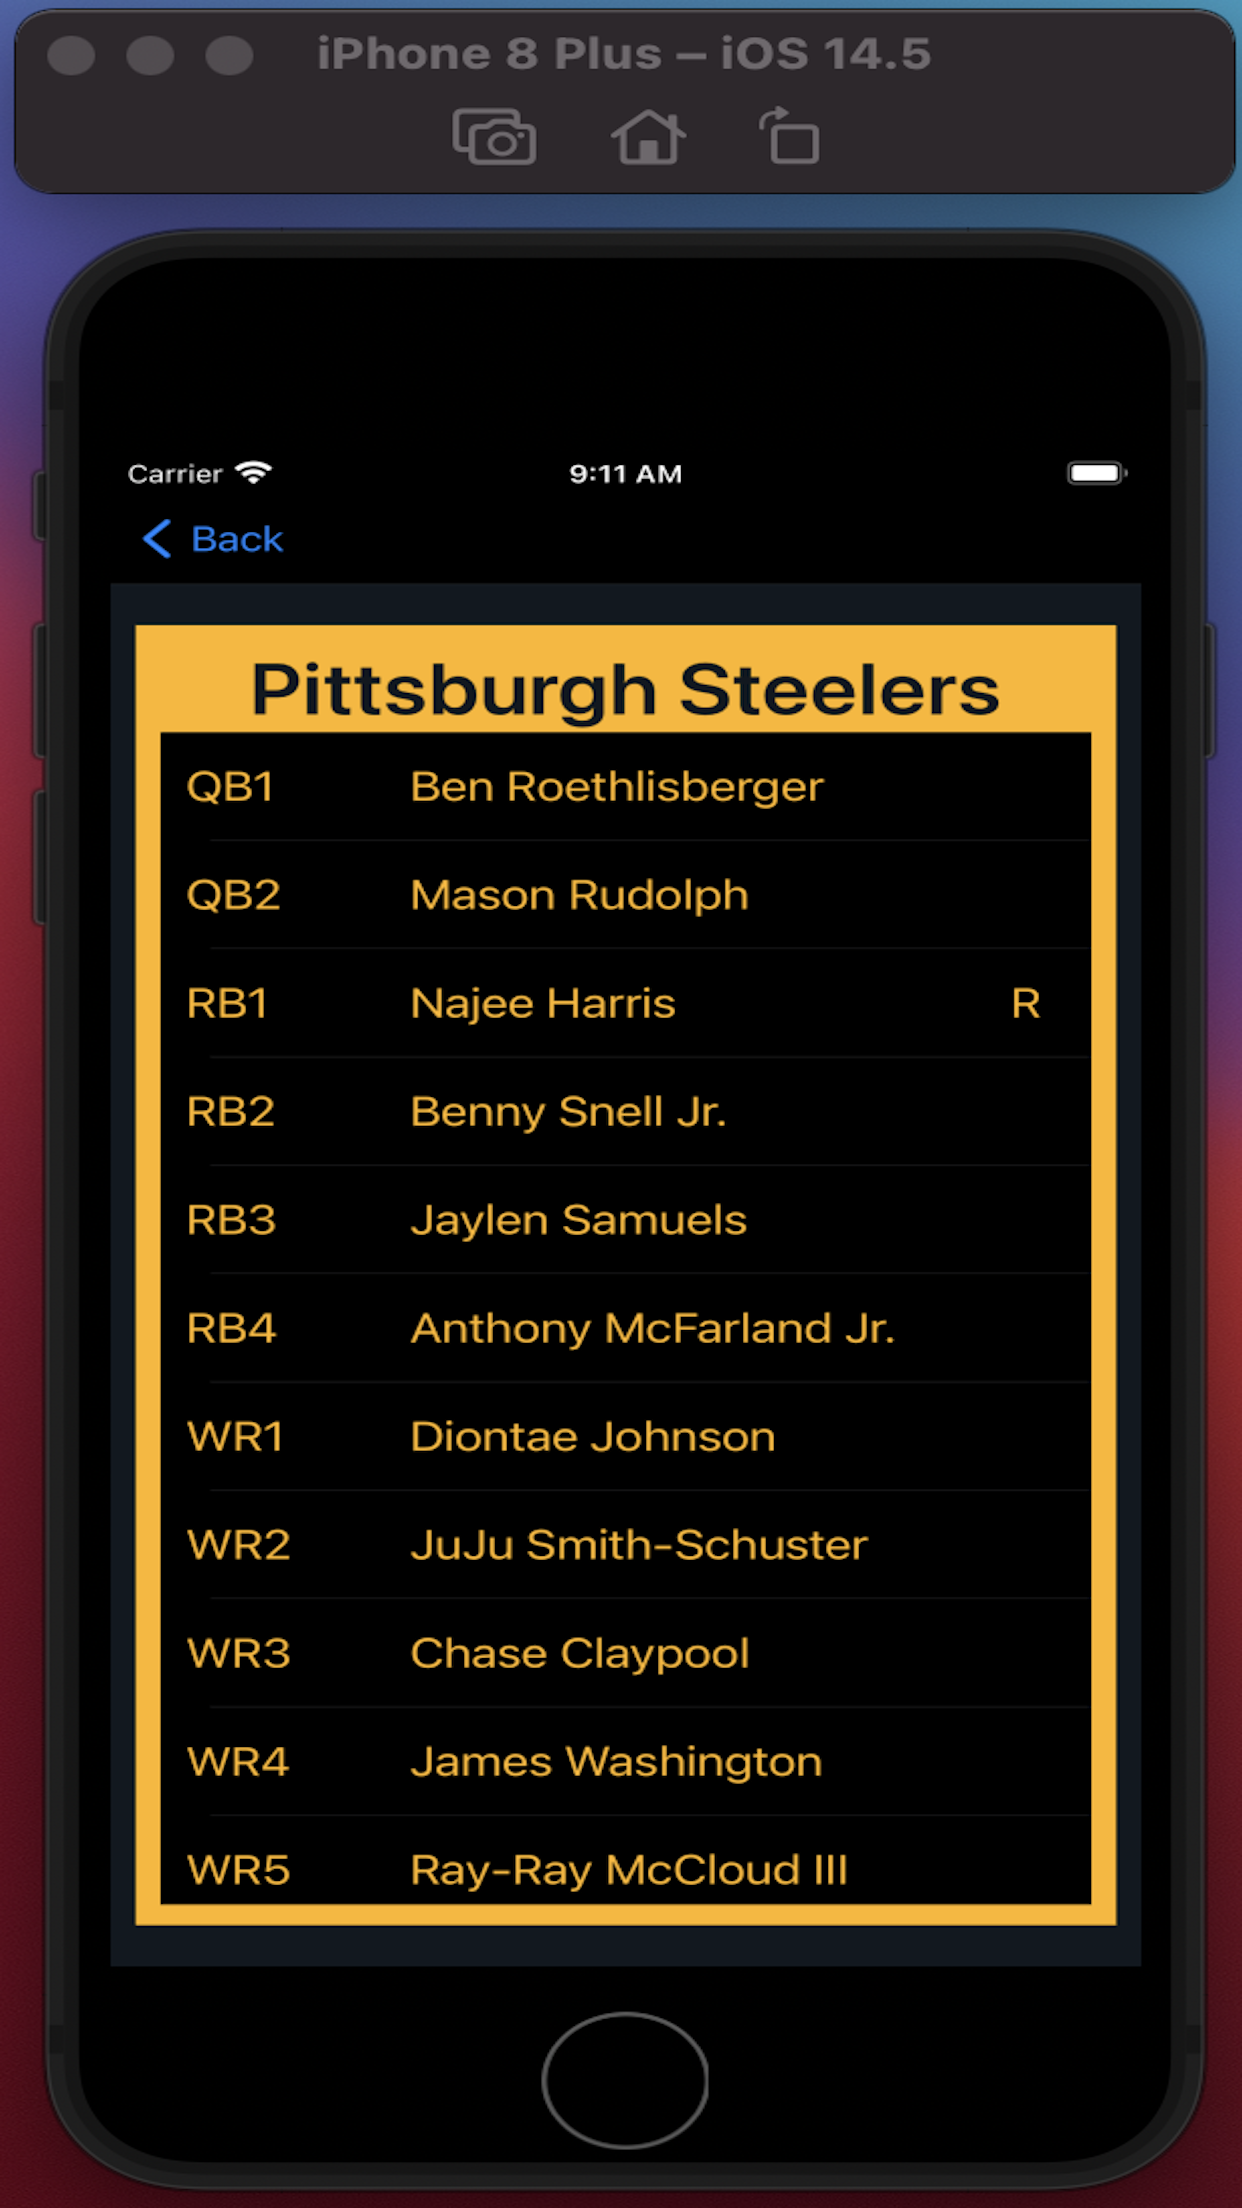 iPhone 8 Plus – iOS 14.5
Carrier 9:11 AM
Back
Pittsburgh Steelers
QB1 Ben Roethlisberger
QB2 Mason Rudolph
RB1 Najee Harris R
RB2 Benny Snell Jr.
RB3 Jaylen Samuels
RB4 Anthony McFarland Jr.
WR1 Diontae Johnson
WR2 JuJu Smith-Schuster
WR3 Chase Claypool
WR4 James Washington
WR5 Ray-Ray McCloud III